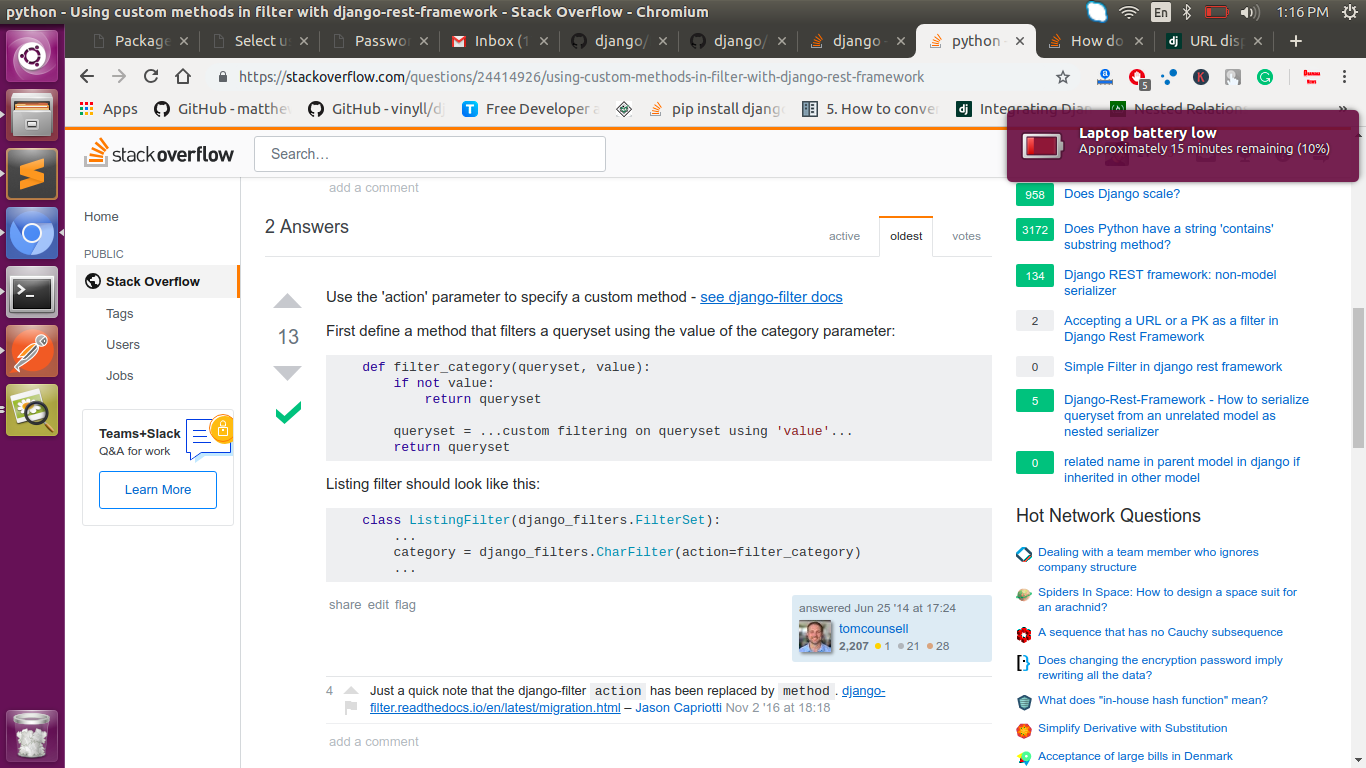 python - Using custom methods in filter with django-rest-framework - Stack Overflow - Chromium
En
1:16 PM
Package
Select u
Passwor
Inbox (1
django/
django/
django -
python -
How do
URL disp
https://stackoverflow.com/questions/24414926/using-custom-methods-in-filter-with-django-rest-framework
5
Apps
GitHub - matthew
GitHub - vinyll/dj
Free Developer a
pip install djang
5. How to conver
Integrating Djan
Nested Relation
»
Laptop battery low
Approximately 15 minutes remaining (10%)
stackoverflow
Search...
Home
PUBLIC
Stack Overflow
Tags
Users
Jobs
Teams+Slack
Q&A for work
Learn More
add a comment
2 Answers
active
oldest
votes
13
Use the 'action' parameter to specify a custom method - see django-filter docs
First define a method that filters a queryset using the value of the category parameter:
def filter_category(queryset, value):
if not value:
return queryset
queryset = ...custom filtering on queryset using 'value'...
return queryset
Listing filter should look like this:
class ListingFilter(django_filters.FilterSet):
...
category = django_filters.CharFilter(action=filter_category)
...
share edit flag
answered Jun 25 '14 at 17:24
tomcounsell
2,207 1 21 28
4 Just a quick note that the django-filter action has been replaced by method. django-
filter.readthedocs.io/en/latest/migration.html – Jason Capriotti Nov 2 '16 at 18:18
add a comment
958 Does Django scale?
3172 Does Python have a string 'contains'
substring method?
134 Django REST framework: non-model
serializer
2 Accepting a URL or a PK as a filter in
Django Rest Framework
0 Simple Filter in django rest framework
5 Django-Rest-Framework - How to serialize
queryset from an unrelated model as
nested serializer
0 related name in parent model in django if
inherited in other model
Hot Network Questions
Dealing with a team member who ignores
company structure
Spiders In Space: How to design a space suit for
an arachnid?
A sequence that has no Cauchy subsequence
Does changing the encryption password imply
rewriting all the data?
What does "in-house hash function" mean?
Simplify Derivative with Substitution
Acceptance of large bills in Denmark